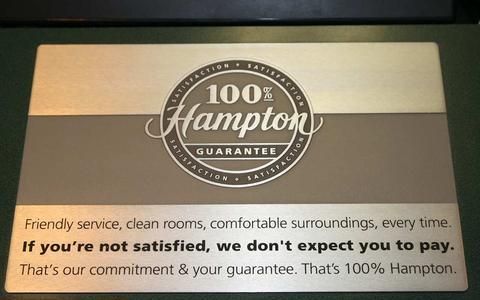 SATISFACTION • SATISFACTION
100%
Hampton
GUARANTEE
SATISFACTION • SATISFACTION
Friendly service, clean rooms, comfortable surroundings, every time.
If you're not satisfied, we don't expect you to pay.
That's our commitment & your guarantee. That's 100% Hampton.